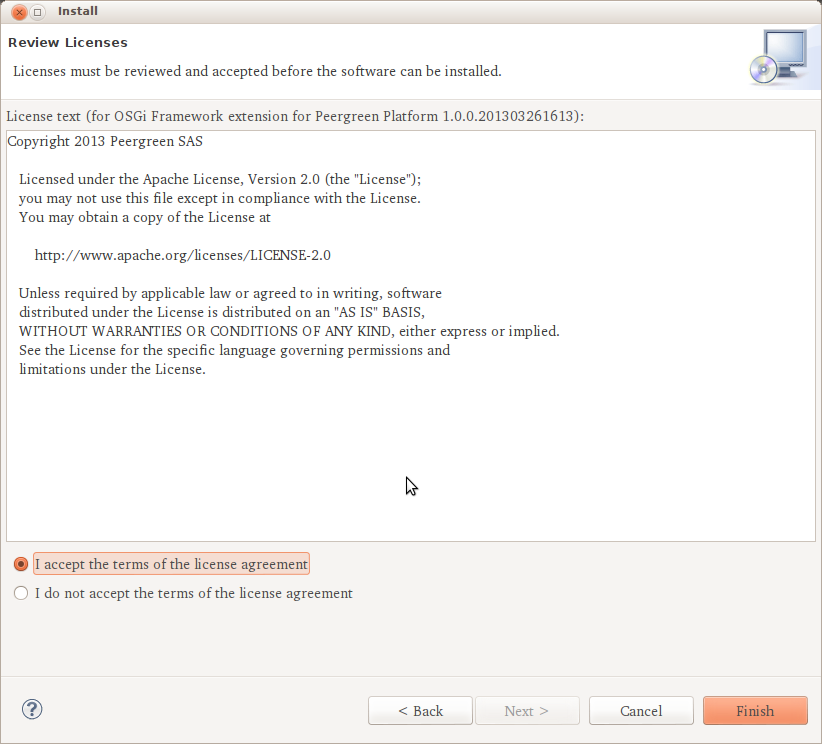 Install
Review Licenses
Licenses must be reviewed and accepted before the software can be installed.
License text (for OSGi Framework extension for Peergreen Platform 1.0.0.201303261613):
Copyright 2013 Peergreen SAS
Licensed under the Apache License, Version 2.0 (the "License");
you may not use this file except in compliance with the License.
You may obtain a copy of the License at
http://www.apache.org/licenses/LICENSE-2.0
Unless required by applicable law or agreed to in writing, software
distributed under the License is distributed on an "AS IS" BASIS,
WITHOUT WARRANTIES OR CONDITIONS OF ANY KIND, either express or implied.
See the License for the specific language governing permissions and
limitations under the License.
I accept the terms of the license agreement
I do not accept the terms of the license agreement
? < Back Next > Cancel Finish